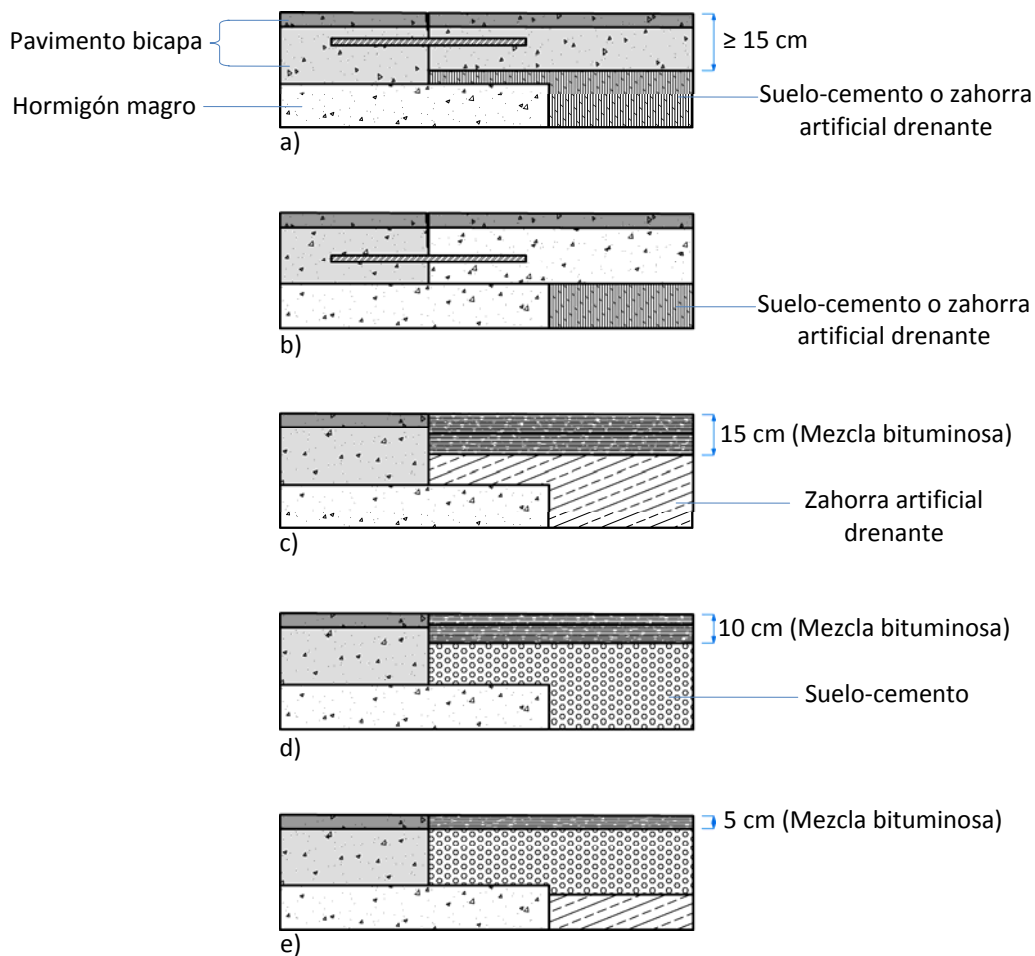 Pavimento bicapa
≥ 15 cm
Hormigón magro
Suelo-cemento o zahorra
artificial drenante
a)
Suelo-cemento o zahorra
artificial drenante
b)
15 cm (Mezcla bituminosa)
Zahorra artificial
drenante
c)
10 cm (Mezcla bituminosa)
Suelo-cemento
d)
5 cm (Mezcla bituminosa)
e)